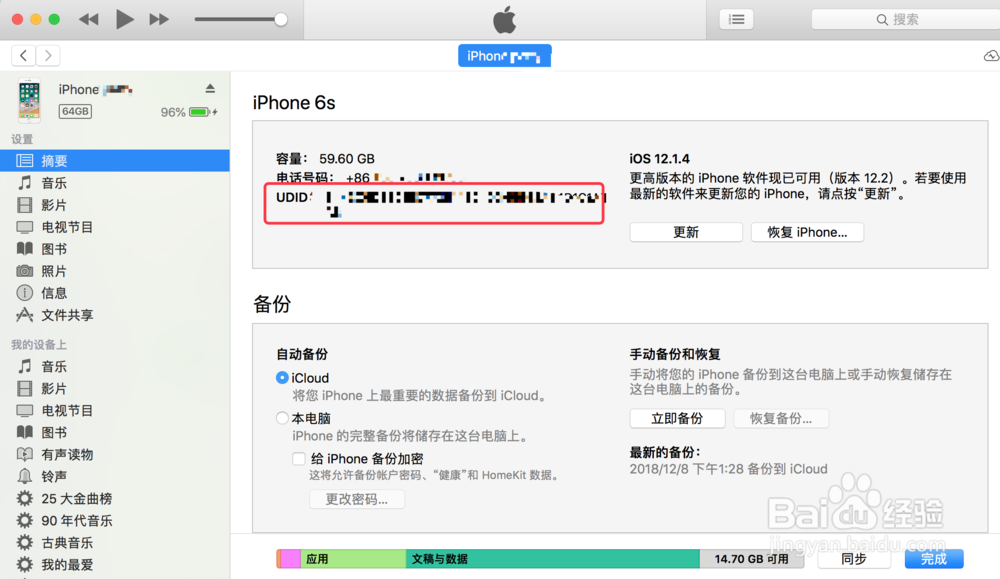 搜索
iPhone
iPhone
64GB
96%
设置
摘要
音乐
影片
电视节目
图书
照片
信息
文件共享
我的设备上
音乐
影片
电视节目
图书
有声读物
铃声
25 大金曲榜
90 年代音乐
古典音乐
我的最爱
iPhone 6s
容量： 59.60 GB
电话号码： +86
UDID:
iOS 12.1.4
更高版本的 iPhone 软件现已可用（版本 12.2）。若要使用
最新的软件来更新您的 iPhone，请点按“更新”。
更新
恢复 iPhone...
备份
自动备份
iCloud
将您 iPhone 上最重要的数据备份到 iCloud。
本电脑
iPhone 的完整备份将储存在这台电脑上。
给 iPhone 备份加密
这将允许备份帐户密码、“健康”和 HomeKit 数据。
更改密码...
手动备份和恢复
手动将您的 iPhone 备份到这台电脑上或手动恢复储存在
这台电脑上的备份。
立即备份
恢复备份...
最新的备份：
2018/12/8 下午1:28 备份到 iCloud
应用
文稿与数据
14.70 GB 可用
同步
完成
Baidu 经验
jingyan.baidu.com